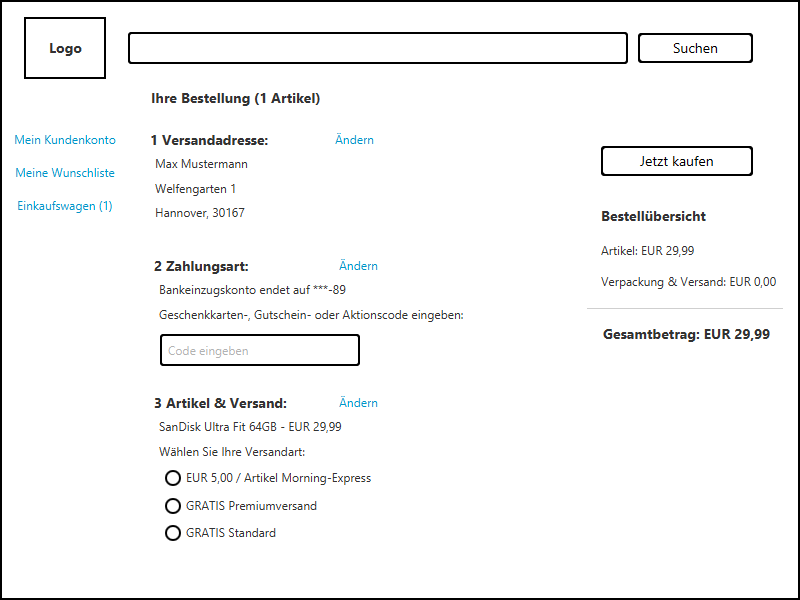 Logo
Suchen
Ihre Bestellung (1 Artikel)
Mein Kundenkonto
Meine Wunschliste
Einkaufswagen (1)
1 Versandadresse:
Ändern
Max Mustermann
Welfengarten 1
Hannover, 30167
2 Zahlungsart:
Ändern
Bankeinzugskonto endet auf ***-89
Geschenkkarten-, Gutschein- oder Aktionscode eingeben:
Code eingeben
3 Artikel & Versand:
Ändern
SanDisk Ultra Fit 64GB - EUR 29,99
Wählen Sie Ihre Versandart:
EUR 5,00 / Artikel Morning-Express
GRATIS Premiumversand
GRATIS Standard
Jetzt kaufen
Bestellübersicht
Artikel: EUR 29,99
Verpackung & Versand: EUR 0,00
Gesamtbetrag: EUR 29,99